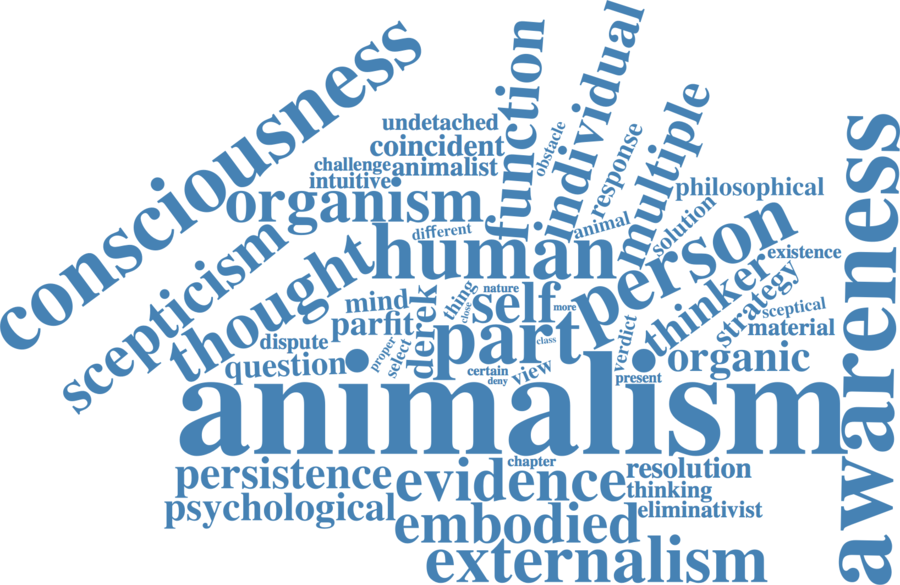 consciousness
function
individual
undetached
coincident
obstacle
response
multiple
challenge
animalist
intuitive
philosophical
awareness
organism
different
animal
solution
person
human
scepticism
thought
existence
thinker
strategy
mind
derek
thing
close
nature
self
more
sceptical
parfit
part
class
verdict
material
dispute
proper
select
question
certain
deny
view
present
organic
animalism
persistence
evidence
chapter
resolution
thinking
psychological
embodied
eliminativist
externalism